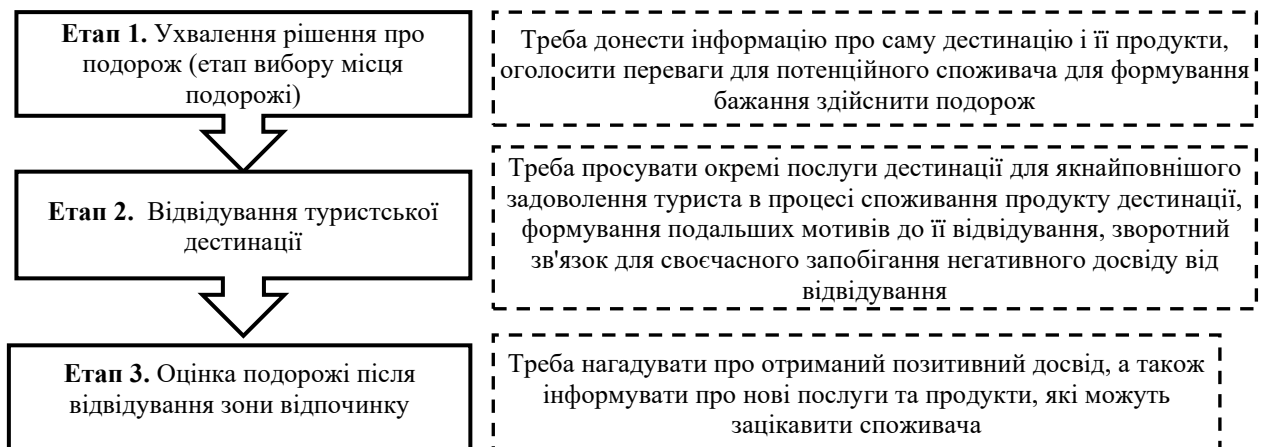 Етап 1. Ухвалення рішення про
подорож (етап вибору місця
подорожі)
Треба донести інформацію про саму дестинацію і її продукти,
оголосити переваги для потенційного споживача для формування
бажання здійснити подорож
Етап 2. Відвідування туристської
дестинації
Треба просувати окремі послуги дестинації для якнайповнішого
задоволення туриста в процесі споживання продукту дестинації,
формування подальших мотивів до її відвідування, зворотний
зв'язок для своєчасного запобігання негативного досвіду від
відвідування
Етап 3. Оцінка подорожі після
відвідування зони відпочинку
Треба нагадувати про отриманий позитивний досвід, а також
інформувати про нові послуги та продукти, які можуть
зацікавити споживача